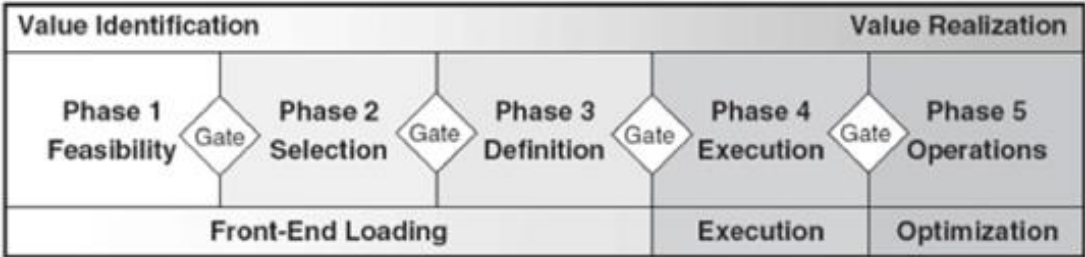 Value Identification Value Realization
Phase 1 Phase 2 Phase 3 Phase 4 Phase 5
Gate Gate Gate Gate
Feasibility Selection Definition Execution Operations
Front-End Loading Execution Optimization